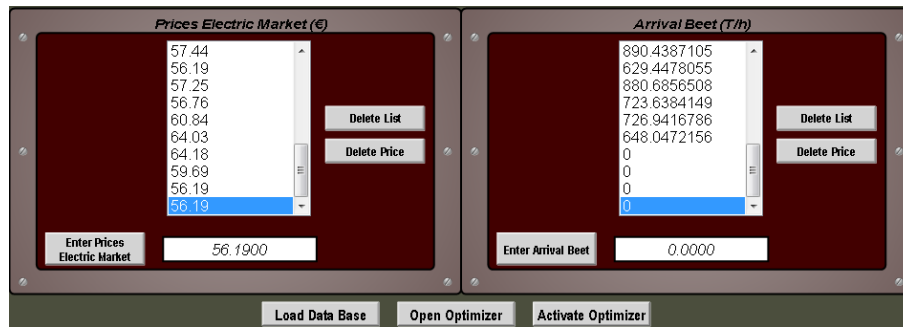 Prices Electric Market (€)
57.44
56.19
57.25
56.76
60.84
64.03
64.18
59.69
56.19
56.19
Delete List
Delete Price
Enter Prices
Electric Market
56.1900
Arrival Beet (T/h)
890.4387105
629.4478055
880.6856508
723.6384149
726.9416786
648.0472156
0
0
0
0
Delete List
Delete Price
Enter Arrival Beet
0.0000
Load Data Base
Open Optimizer
Activate Optimizer